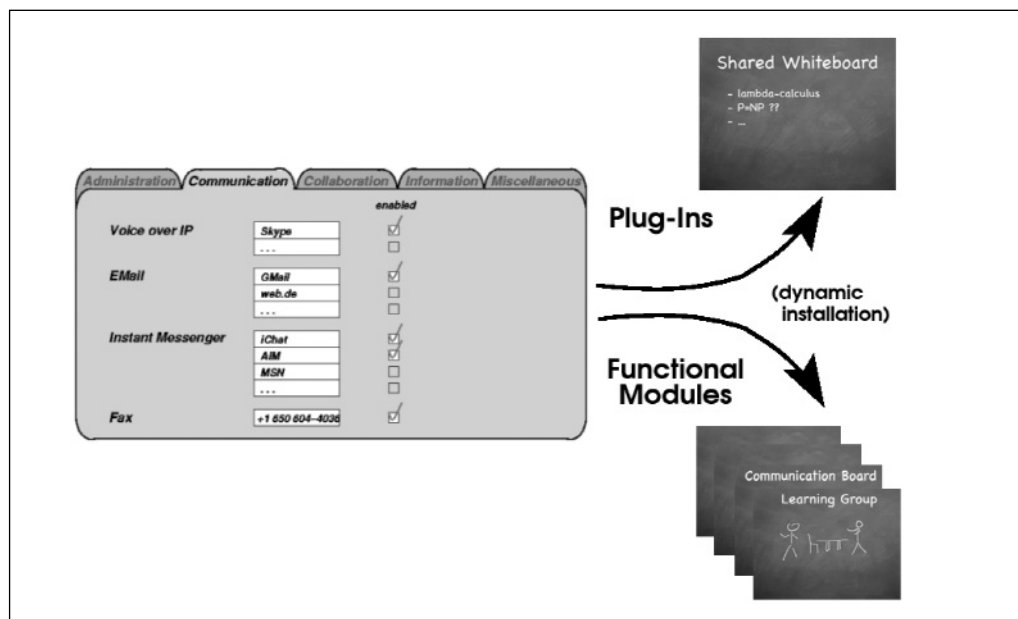 Shared Whiteboard
- lambda-calculus
- P=NP ??
- ...
Administration Communication Collaboration Information Miscellaneous
enabled
Voice over IP Skype
. . .
EMail GMail
web.de
. . .
Instant Messenger iChat
AIM
MSN
. . .
Fax +1 650 604-4036
Plug-Ins
(dynamic
installation)
Functional
Modules
Communication Board
Learning Group